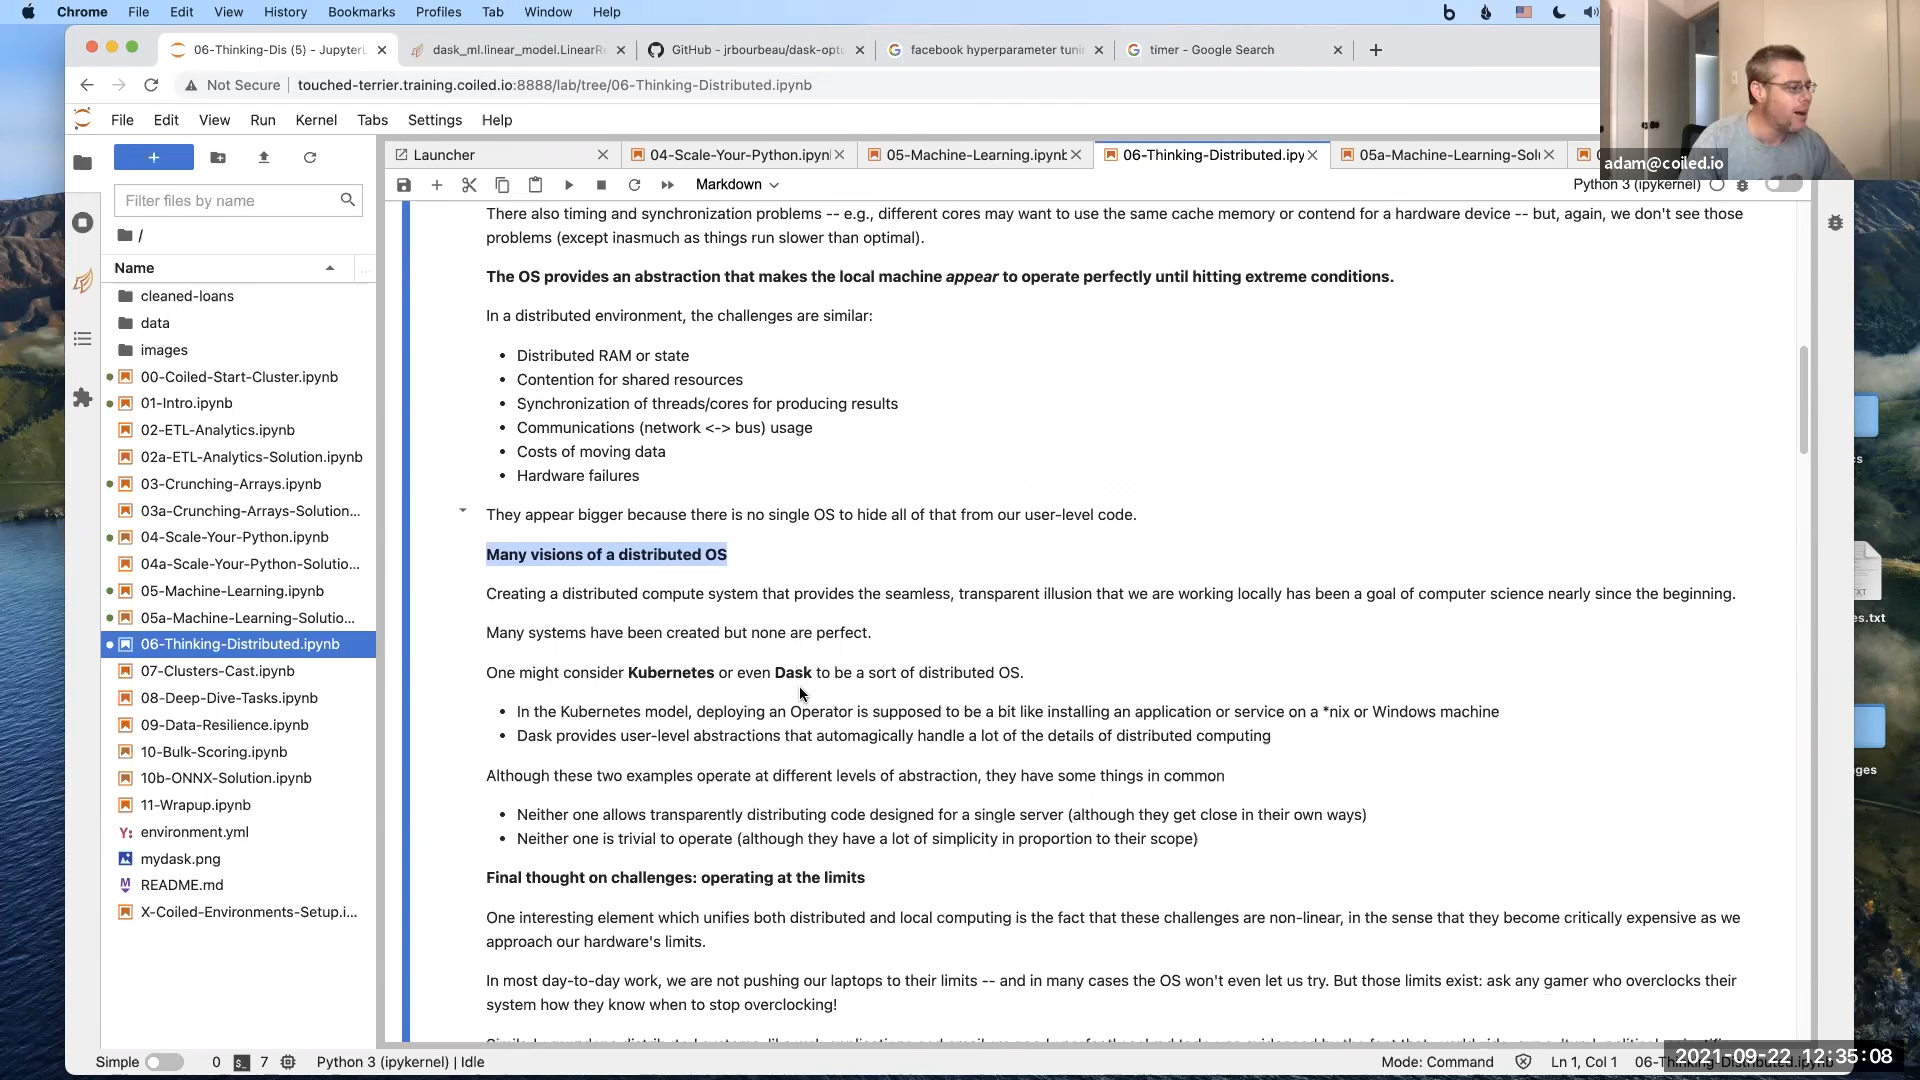 Chrome File Edit View History Bookmarks Profiles Tab Window Help
06-Thinking-Dis (5) - JupyterL
dask_ml.linear_model.LinearRe
GitHub - jrbourbeau/dask-optu
facebook hyperparameter tunin
timer - Google Search
Not Secure touched-terrier.training.coiled.io:8888/lab/tree/06-Thinking-Distributed.ipynb
File Edit View Run Kernel Tabs Settings Help
adam@coiled.io
Launcher
04-Scale-Your-Python.ipynl
05-Machine-Learning.ipynb
06-Thinking-Distributed.ipy
05a-Machine-Learning-Solu
Markdown
Python 3 (ipykernel)
Filter files by name
/
Name
cleaned-loans
data
images
00-Coiled-Start-Cluster.ipynb
01-Intro.ipynb
02-ETL-Analytics.ipynb
02a-ETL-Analytics-Solution.ipynb
03-Crunching-Arrays.ipynb
03a-Crunching-Arrays-Solution...
04-Scale-Your-Python.ipynb
04a-Scale-Your-Python-Solutio...
05-Machine-Learning.ipynb
05a-Machine-Learning-Solutio...
06-Thinking-Distributed.ipynb
07-Clusters-Cast.ipynb
08-Deep-Dive-Tasks.ipynb
09-Data-Resilience.ipynb
10-Bulk-Scoring.ipynb
10b-ONNX-Solution.ipynb
11-Wrapup.ipynb
environment.yml
mydask.png
README.md
X-Coiled-Environments-Setup.i...
There also timing and synchronization problems -- e.g., different cores may want to use the same cache memory or contend for a hardware device -- but, again, we don't see those
problems (except inasmuch as things run slower than optimal).
The OS provides an abstraction that makes the local machine appear to operate perfectly until hitting extreme conditions.
In a distributed environment, the challenges are similar:
• Distributed RAM or state
• Contention for shared resources
• Synchronization of threads/cores for producing results
• Communications (network <-> bus) usage
• Costs of moving data
• Hardware failures
They appear bigger because there is no single OS to hide all of that from our user-level code.
Many visions of a distributed OS
Creating a distributed compute system that provides the seamless, transparent illusion that we are working locally has been a goal of computer science nearly since the beginning.
Many systems have been created but none are perfect.
One might consider Kubernetes or even Dask to be a sort of distributed OS.
• In the Kubernetes model, deploying an Operator is supposed to be a bit like installing an application or service on a *nix or Windows machine
• Dask provides user-level abstractions that automagically handle a lot of the details of distributed computing
Although these two examples operate at different levels of abstraction, they have some things in common
• Neither one allows transparently distributing code designed for a single server (although they get close in their own ways)
• Neither one is trivial to operate (although they have a lot of simplicity in proportion to their scope)
Final thought on challenges: operating at the limits
One interesting element which unifies both distributed and local computing is the fact that these challenges are non-linear, in the sense that they become critically expensive as we
approach our hardware's limits.
In most day-to-day work, we are not pushing our laptops to their limits -- and in many cases the OS won't even let us try. But those limits exist: ask any gamer who overclocks their
system how they know when to stop overclocking!
cs
TXT
es.txt
ges
Simple 0 7 Python 3 (ipykernel) | Idle
Mode: Command Ln 1, Col 1 06-Thinking-Distributed.ipynb
2021-09-22 12:35:08